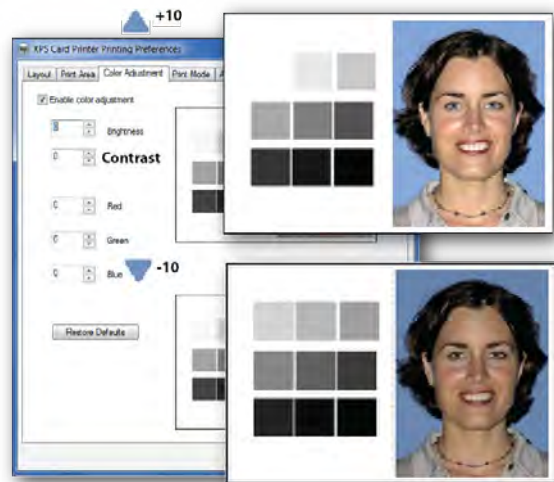 +10
XPS Card Printer Printing Preferences
Layout Print Area Color Adjustment Print Mode
Enable color adjustment
Brightness
0 Contrast
0 Red
0 Green
0 Blue
-10
Restore Defaults